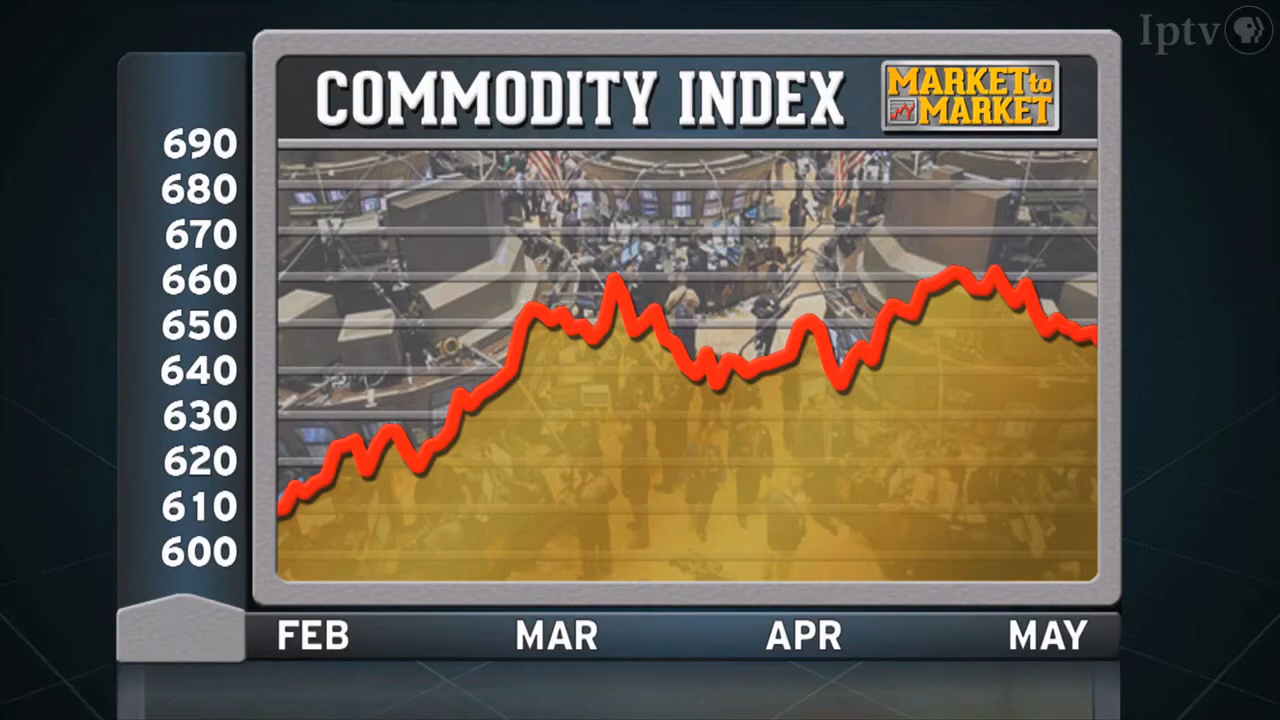 Iptv
COMMODITY INDEX
MARKET to
MARKET
690
680
670
660
650
640
630
620
610
600
FEB MAR APR MAY